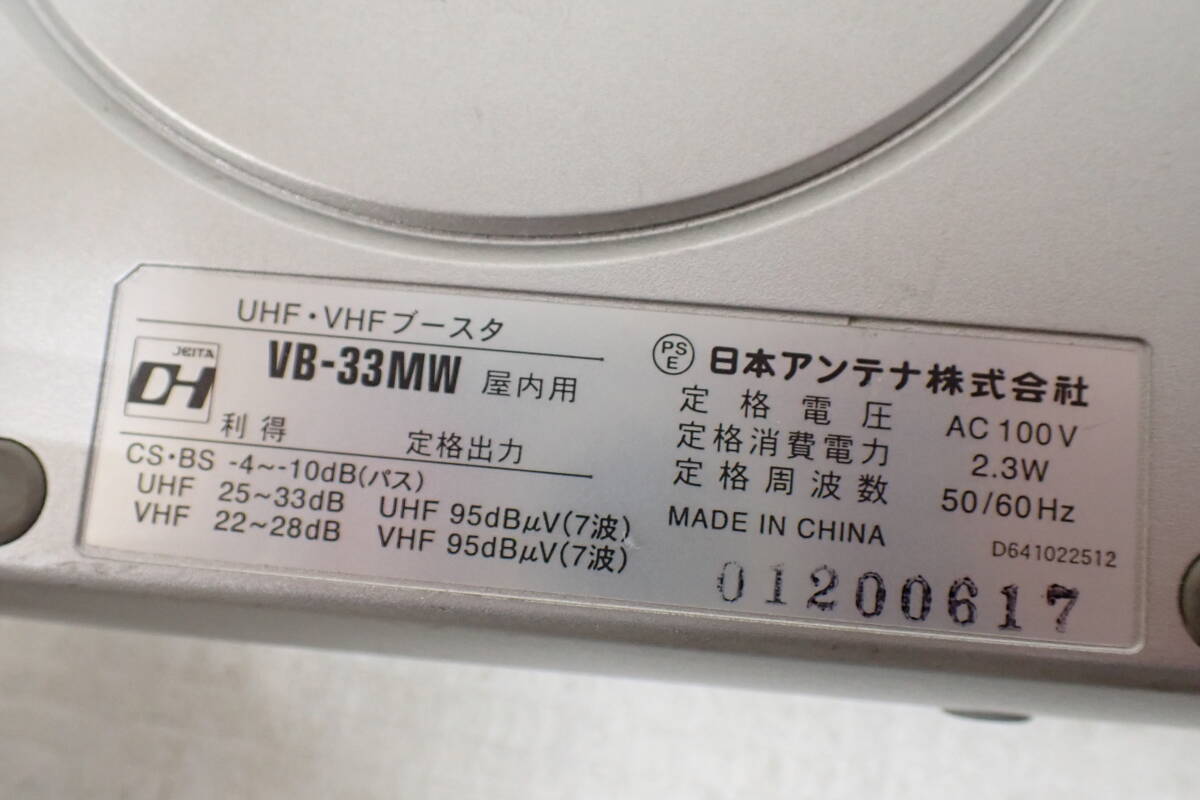 UHF・VHFブースタ
JEITA
DH
VB-33MW 屋内用
利得 定格出力
CS・BS -4～-10dB(パス)
UHF 25～33dB UHF 95dBμV(7波)
VHF 22～28dB VHF 95dBμV(7波)
PS
E
日本アンテナ株式会社
定格電圧 AC100V
定格消費電力 2.3W
定格周波数 50/60Hz
MADE IN CHINA
D641022512
01200617